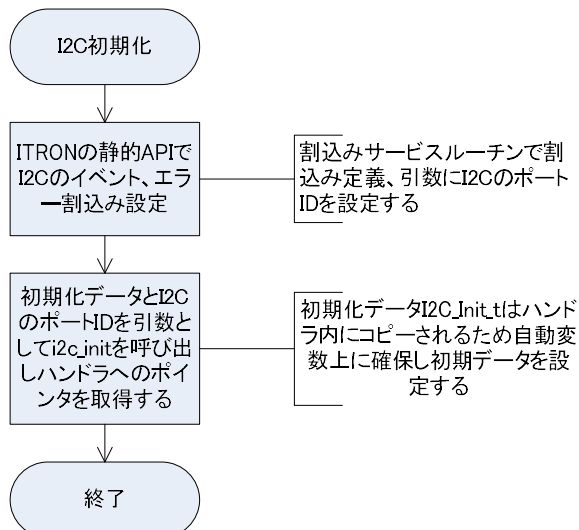 I2C初期化
ITRONの静的APIで
I2Cのイベント、エラ
ー割込み設定
割込みサービスルーチンで割
込み定義、引数にI2Cのポート
IDを設定する
初期化データとI2C
のポートIDを引数と
してi2c_initを呼び出
しハンドラへのポイ
ンタを取得する
初期化データI2C_Init_tはハンド
ラ内にコピーされるため自動変
数上に確保し初期データを設
定する
終了